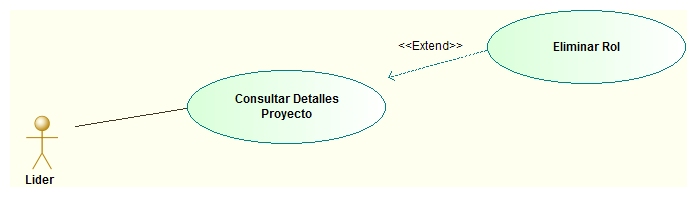 <<Extend>>
Eliminar Rol
Consultar Detalles
Proyecto
Lider